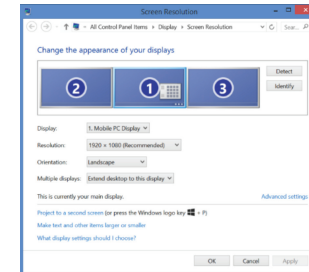 Screen Resolution
« All Control Panel Items › Display › Screen Resolution
Sear...
Change the appearance of your displays
2
1
3
Detect
Identify
Display: 1. Mobile PC Display
Resolution: 1920 × 1080 (Recommended)
Orientation: Landscape
Multiple displays: Extend desktop to this display
This is currently your main display.
Advanced settings
Project to a second screen (or press the Windows logo key + P)
Make text and other items larger or smaller
What display settings should I choose?
OK Cancel Apply